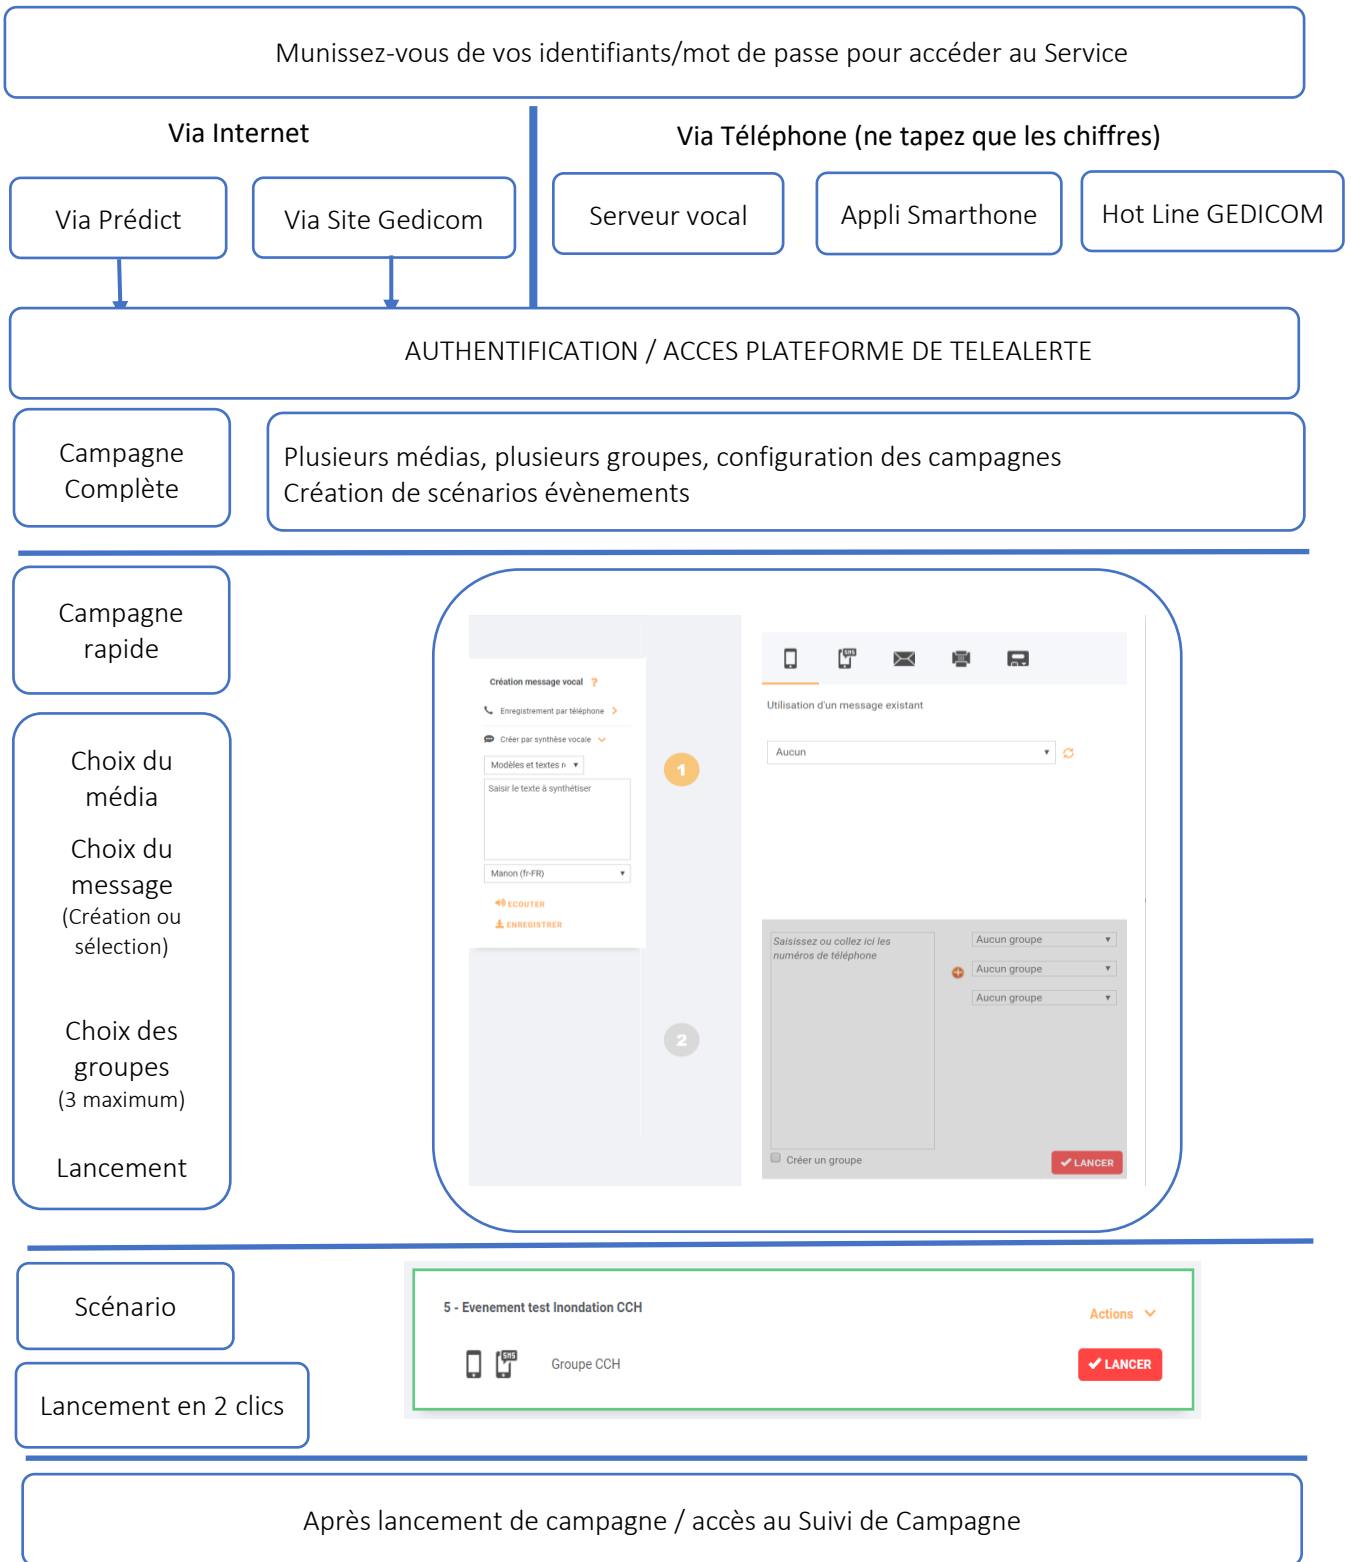 Munissez-vous de vos identifiants/mot de passe pour accéder au Service
Via Internet
Via Téléphone (ne tapez que les chiffres)
Via Prédict
Via Site Gedicom
Serveur vocal
Appli Smarthone
Hot Line GEDICOM
AUTHENTIFICATION / ACCES PLATEFORME DE TELEALERTE
Campagne
Complète
Plusieurs médias, plusieurs groupes, configuration des campagnes
Création de scénarios évènements
Campagne
rapide
Choix du
média
Choix du
message
(Création ou
sélection)
Choix des
groupes
(3 maximum)
Lancement
Création message vocal ?
Enregistrement par téléphone
Créer par synthèse vocale
Modèles et textes r
Saisir le texte à synthétiser
Manon (fr-FR)
ECOUTER
ENREGISTRER
1
2
SMS
Utilisation d'un message existant
Aucun
Saisissez ou collez ici les
numéros de téléphone
Aucun groupe
Aucun groupe
Aucun groupe
Créer un groupe
LANCER
Scénario
Lancement en 2 clics
5 - Evenement test Inondation CCH
Actions
SMS
Groupe CCH
LANCER
Après lancement de campagne / accès au Suivi de Campagne